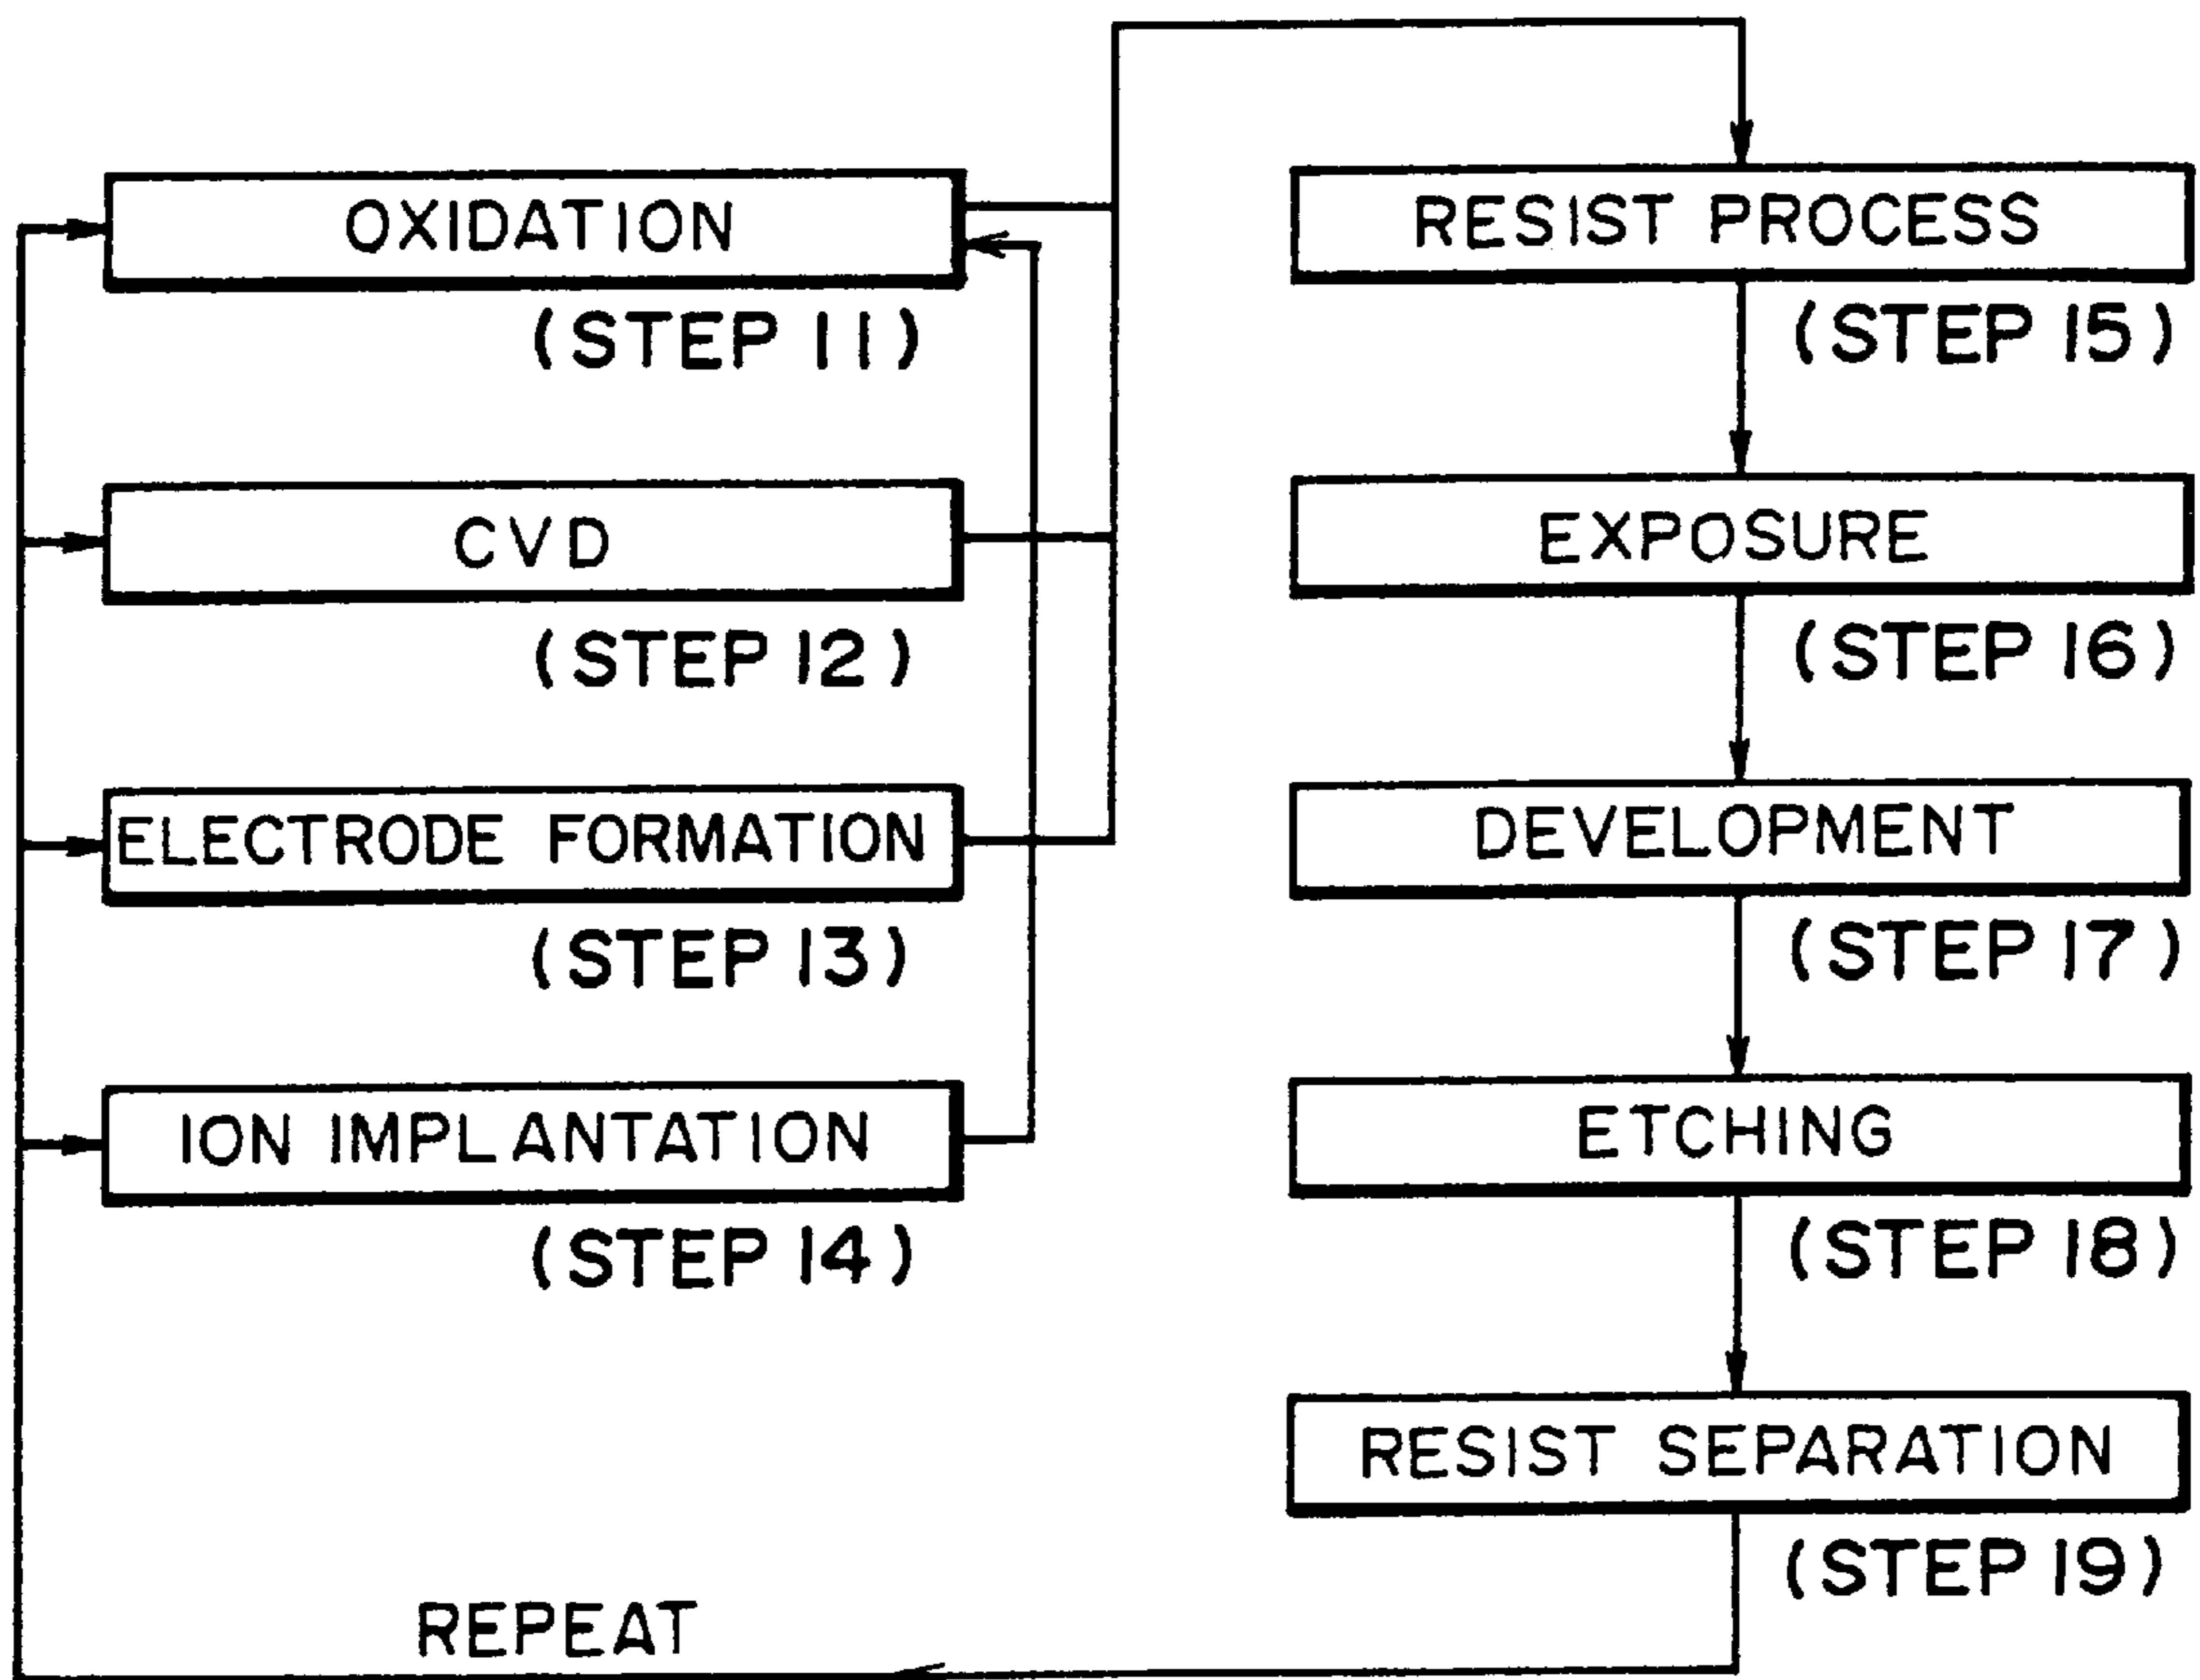 OXIDATION
(STEP 11)
CVD
(STEP 12)
ELECTRODE FORMATION
(STEP 13)
ION IMPLANTATION
(STEP 14)
RESIST PROCESS
(STEP 15)
EXPOSURE
(STEP 16)
DEVELOPMENT
(STEP 17)
ETCHING
(STEP 18)
RESIST SEPARATION
(STEP 19)
REPEAT